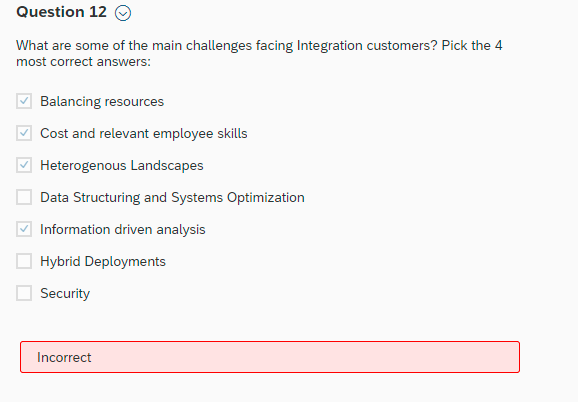 Question 12
What are some of the main challenges facing Integration customers? Pick the 4
most correct answers:
Balancing resources
Cost and relevant employee skills
Heterogenous Landscapes
Data Structuring and Systems Optimization
Information driven analysis
Hybrid Deployments
Security
Incorrect